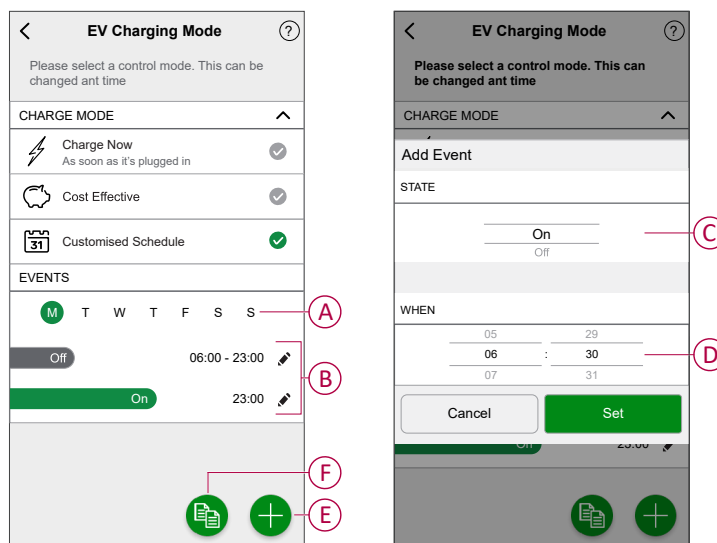 EV Charging Mode ?
Please select a control mode. This can be
changed ant time
CHARGE MODE
Charge Now
As soon as it's plugged in
Cost Effective
31
Customised Schedule
EVENTS
M T W T F S S
A
Off 06:00 - 23:00
B
On 23:00
F
E
EV Charging Mode ?
Please select a control mode. This can
be changed ant time
CHARGE MODE
Add Event
STATE
On
Off
C
WHEN
05 29
06 : 30
07 31
D
Cancel Set
On 23:00